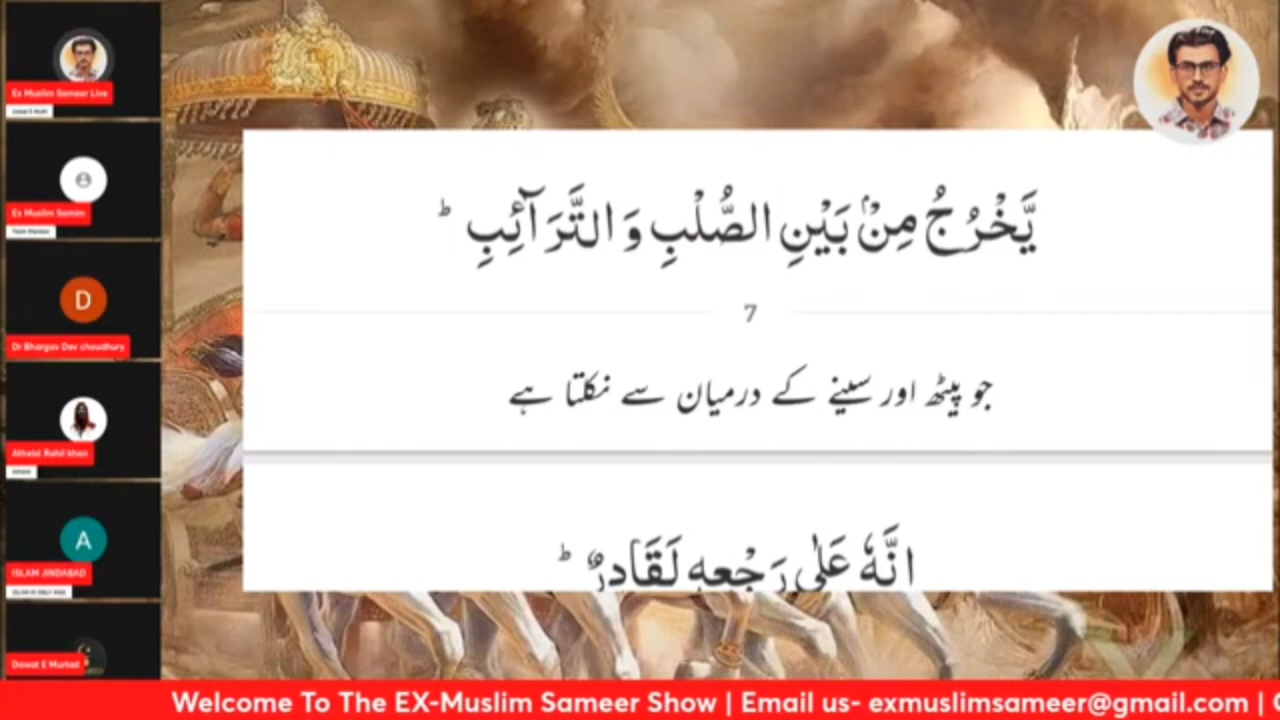 Ex Muslim Sameer Live
Ex Muslim Samim
D
Dr Bhargav Dev choudhury
Atheist Rahil khan
A
ISLAM JINDABAD
Dawat E Murtad
يَّخْرُجُ مِنْۢ بَيْنِ الصُّلْبِ وَ التَّرَآئِبِ ؕ
7
جو پیٹھ اور سینے کے درمیان سے نکلتا ہے
اِنَّهٗ عَلٰى رَجْعِهٖ لَقَادِرٌ ؕ
Welcome To The EX-Muslim Sameer Show | Email us- exmuslimsameer@gmail.com |